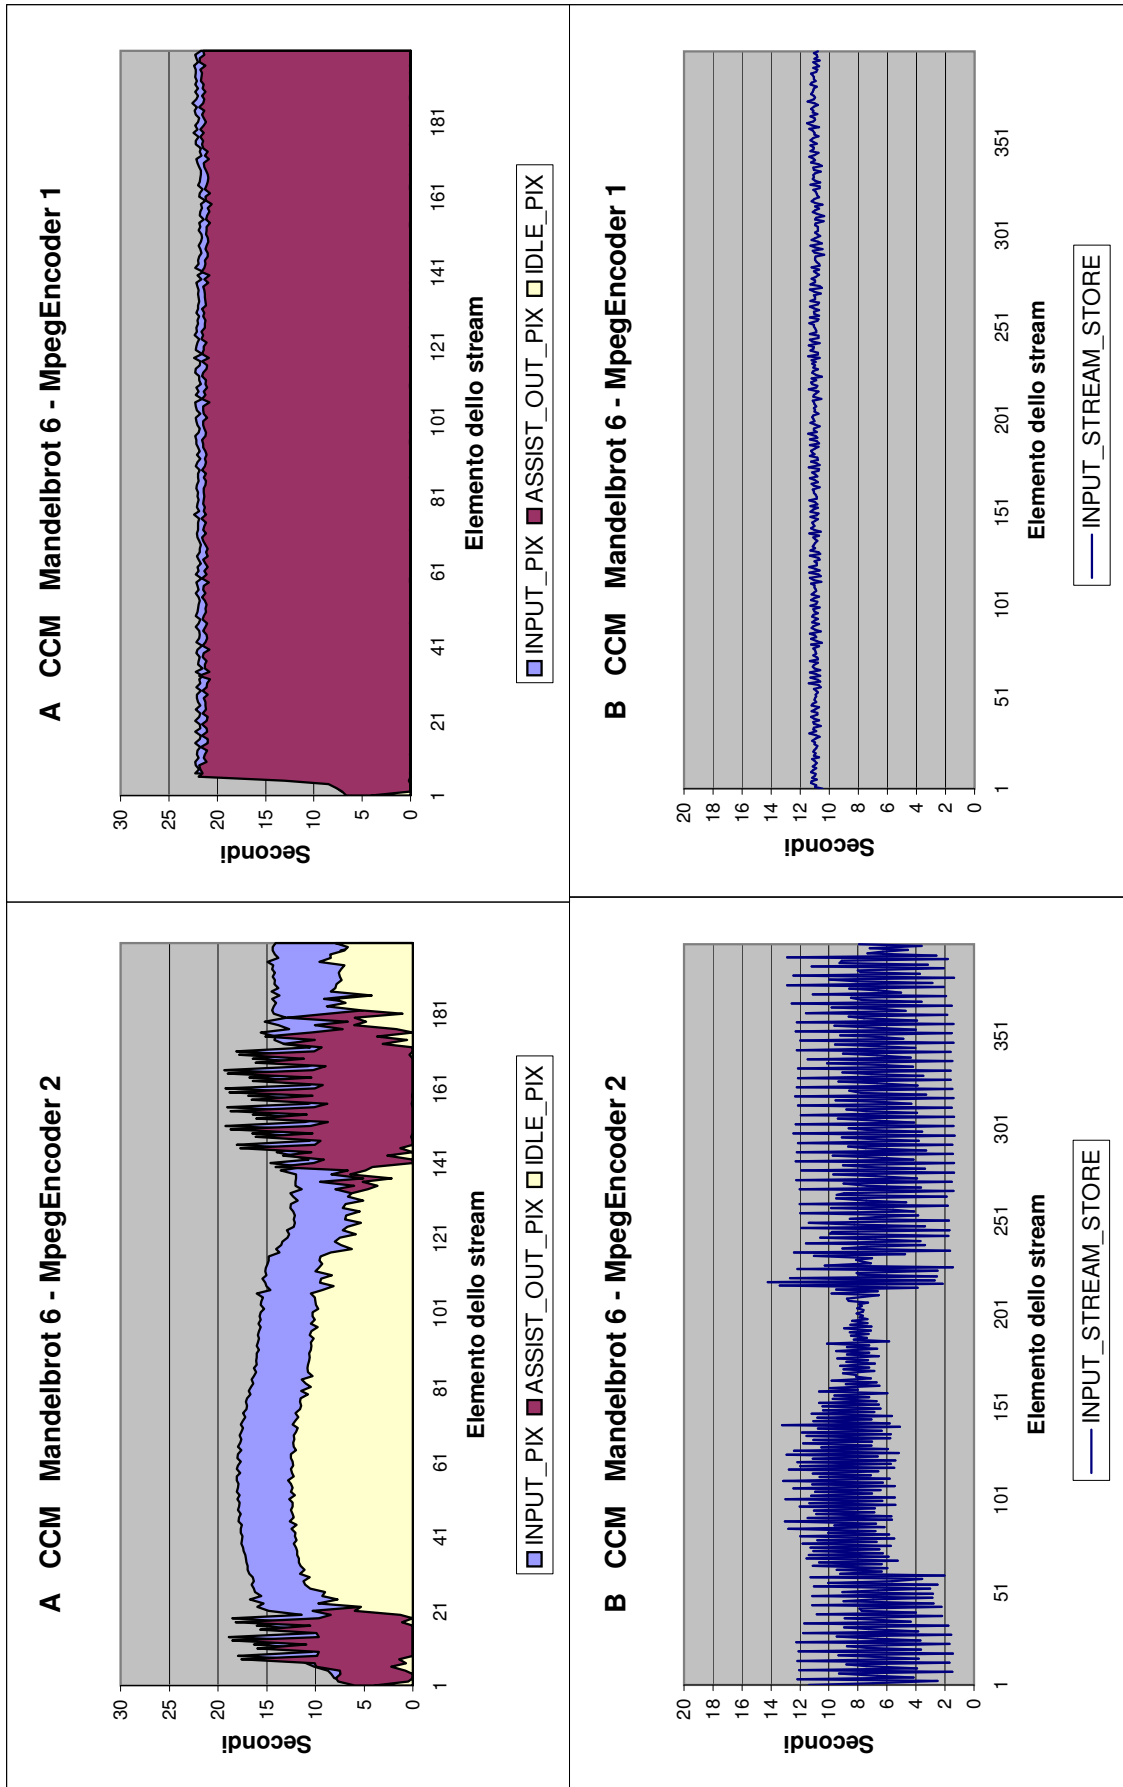 A CCM Mandelbrot 6 - MpegEncoder 2
30
25
20
15
10
5
0
Secondi
1 21 41 61 81 101 121 141 161 181
Elemento dello stream
INPUT_PIX ASSIST_OUT_PIX IDLE_PIX
A CCM Mandelbrot 6 - MpegEncoder 1
30
25
20
15
10
5
0
Secondi
1 21 41 61 81 101 121 141 161 181
Elemento dello stream
INPUT_PIX ASSIST_OUT_PIX IDLE_PIX
B CCM Mandelbrot 6 - MpegEncoder 2
20
18
16
14
12
10
8
6
4
2
0
Secondi
1 51 101 151 201 251 301 351
Elemento dello stream
INPUT_STREAM_STORE
B CCM Mandelbrot 6 - MpegEncoder 1
20
18
16
14
12
10
8
6
4
2
0
Secondi
1 51 101 151 201 251 301 351
Elemento dello stream
INPUT_STREAM_STORE